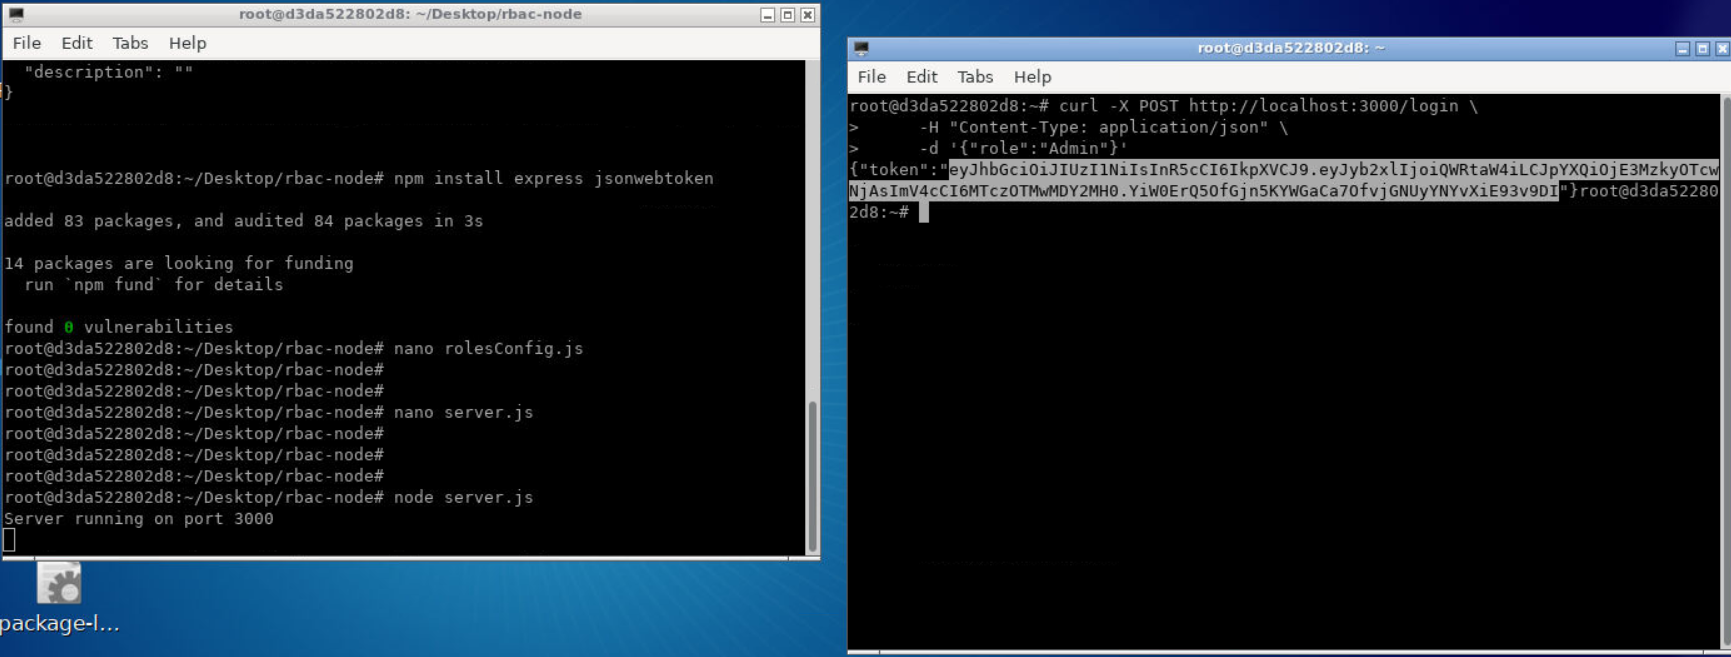 root@d3da522802d8: ~/Desktop/rbac-node
File Edit Tabs Help
"description": ""
}
root@d3da522802d8:~/Desktop/rbac-node# npm install express jsonwebtoken
added 83 packages, and audited 84 packages in 3s
14 packages are looking for funding
run `npm fund` for details
found 0 vulnerabilities
root@d3da522802d8:~/Desktop/rbac-node# nano rolesConfig.js
root@d3da522802d8:~/Desktop/rbac-node#
root@d3da522802d8:~/Desktop/rbac-node#
root@d3da522802d8:~/Desktop/rbac-node# nano server.js
root@d3da522802d8:~/Desktop/rbac-node#
root@d3da522802d8:~/Desktop/rbac-node#
root@d3da522802d8:~/Desktop/rbac-node#
root@d3da522802d8:~/Desktop/rbac-node# node server.js
Server running on port 3000
package-l...
root@d3da522802d8: ~
File Edit Tabs Help
root@d3da522802d8:~# curl -X POST http://localhost:3000/login \
> -H "Content-Type: application/json" \
> -d '{"role":"Admin"}'
{"token":"eyJhbGciOiJIUzI1NiIsInR5cCI6IkpXVCJ9.eyJyb2xlIjoiQWRtaW4iLCJpYXQiOjE3MzkyOTcw
NjAsImV4cCI6MTczOTMwMDY2MH0.YiW0ErQ5OfGjn5KYWGaCa7OfvjGNUyYNYvXiE93v9DI"}root@d3da52280
2d8:~#